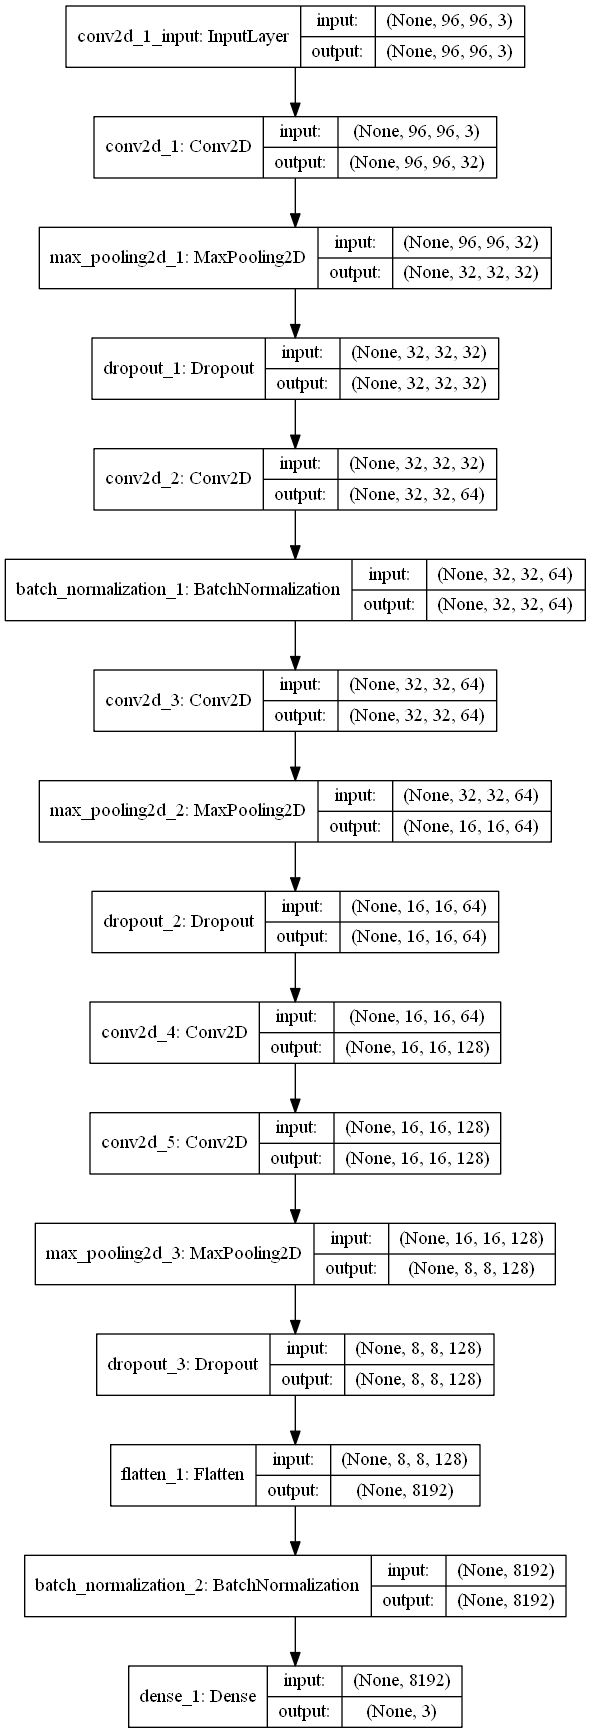 conv2d_1_input: InputLayer
input: (None, 96, 96, 3)
output: (None, 96, 96, 3)
conv2d_1: Conv2D
input: (None, 96, 96, 3)
output: (None, 96, 96, 32)
max_pooling2d_1: MaxPooling2D
input: (None, 96, 96, 32)
output: (None, 32, 32, 32)
dropout_1: Dropout
input: (None, 32, 32, 32)
output: (None, 32, 32, 32)
conv2d_2: Conv2D
input: (None, 32, 32, 32)
output: (None, 32, 32, 64)
batch_normalization_1: BatchNormalization
input: (None, 32, 32, 64)
output: (None, 32, 32, 64)
conv2d_3: Conv2D
input: (None, 32, 32, 64)
output: (None, 32, 32, 64)
max_pooling2d_2: MaxPooling2D
input: (None, 32, 32, 64)
output: (None, 16, 16, 64)
dropout_2: Dropout
input: (None, 16, 16, 64)
output: (None, 16, 16, 64)
conv2d_4: Conv2D
input: (None, 16, 16, 64)
output: (None, 16, 16, 128)
conv2d_5: Conv2D
input: (None, 16, 16, 128)
output: (None, 16, 16, 128)
max_pooling2d_3: MaxPooling2D
input: (None, 16, 16, 128)
output: (None, 8, 8, 128)
dropout_3: Dropout
input: (None, 8, 8, 128)
output: (None, 8, 8, 128)
flatten_1: Flatten
input: (None, 8, 8, 128)
output: (None, 8192)
batch_normalization_2: BatchNormalization
input: (None, 8192)
output: (None, 8192)
dense_1: Dense
input: (None, 8192)
output: (None, 3)